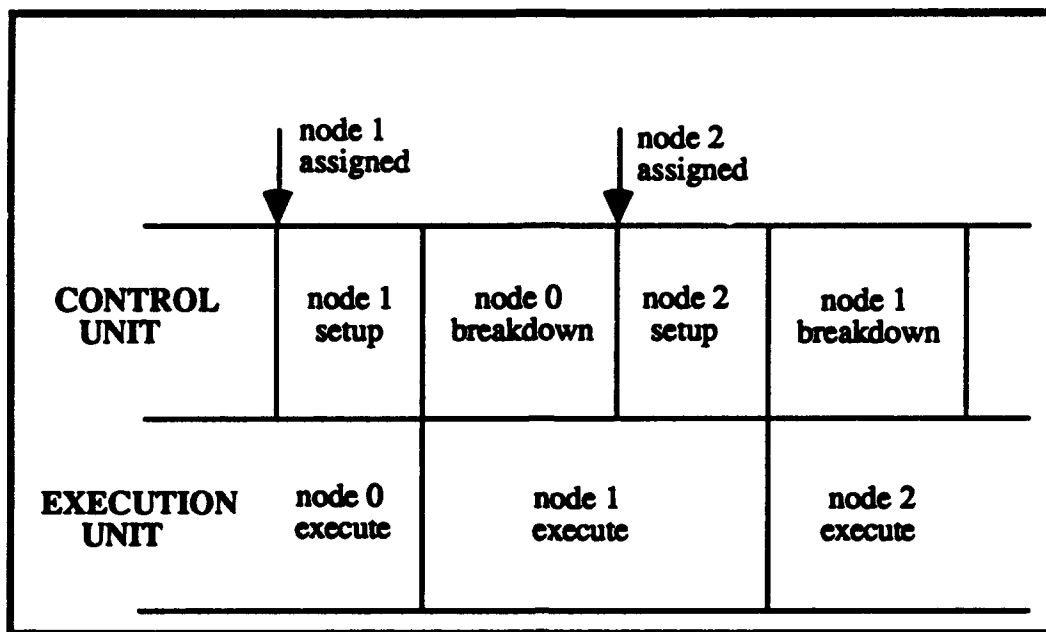 node 1
assigned
node 2
assigned
CONTROL
UNIT
node 1
setup
node 0
breakdown
node 2
setup
node 1
breakdown
EXECUTION
UNIT
node 0
execute
node 1
execute
node 2
execute